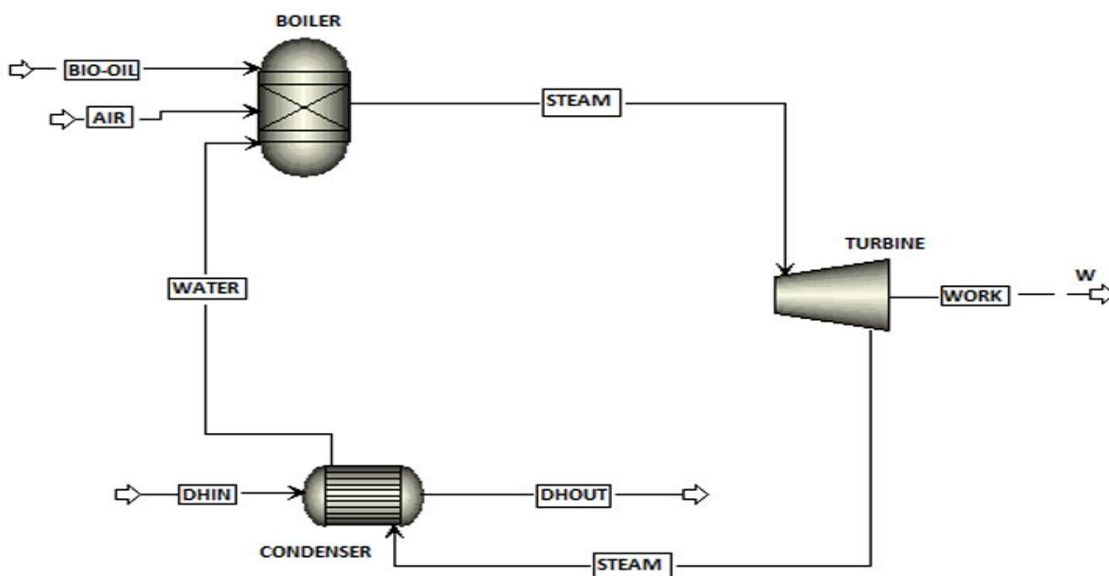 BOILER
BIO-OIL
AIR
STEAM
TURBINE
WATER
WORK
W
DHIN
DHOUT
CONDENSER
STEAM